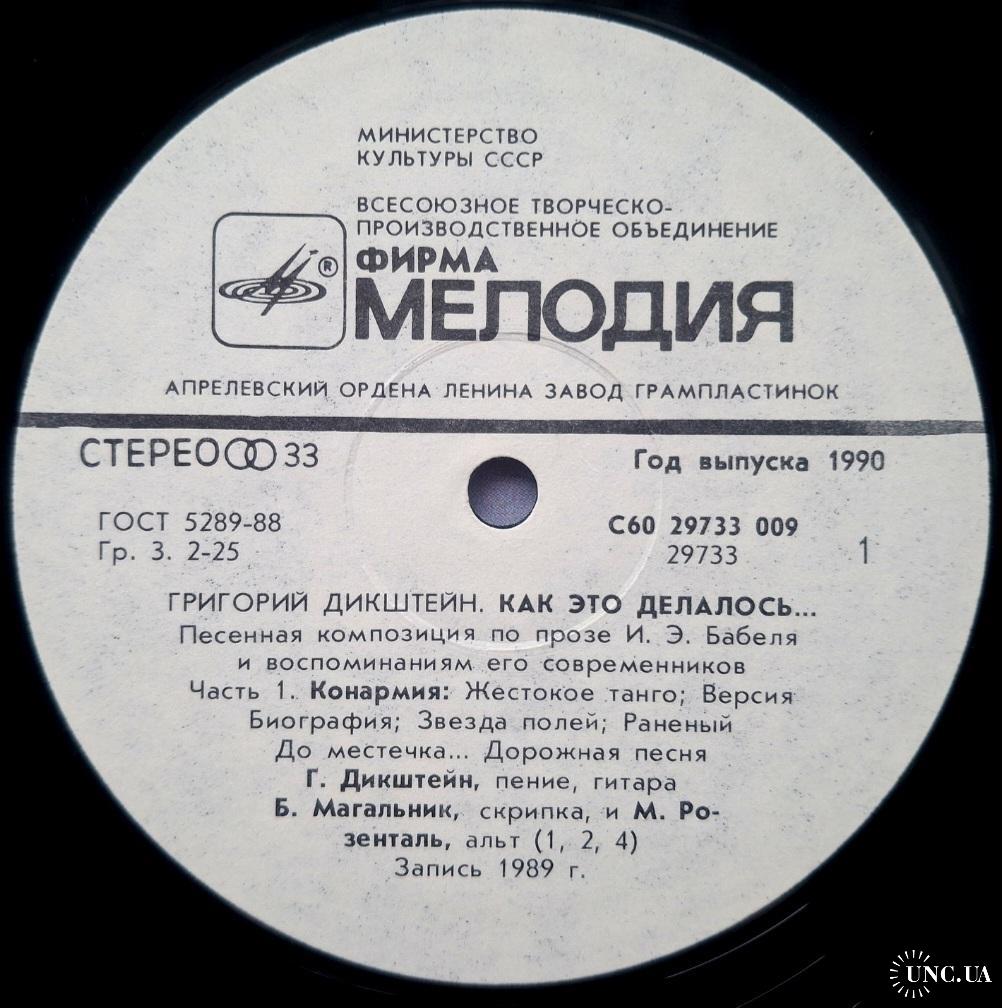 МИНИСТЕРСТВО
КУЛЬТУРЫ СССР
ВСЕСОЮЗНОЕ ТВОРЧЕСКО-
ПРОИЗВОДСТВЕННОЕ ОБЪЕДИНЕНИЕ
ФИРМА
®
МЕЛОДИЯ
АПРЕЛЕВСКИЙ ОРДЕНА ЛЕНИНА ЗАВОД ГРАМПЛАСТИНОК
СТЕРЕО 33
Год выпуска 1990
ГОСТ 5289-88
Гр. 3. 2-25
С60 29733 009
29733
1
ГРИГОРИЙ ДИКШТЕЙН. КАК ЭТО ДЕЛАЛОСЬ...
Песенная композиция по прозе И. Э. Бабеля
и воспоминаниям его современников
Часть 1. Конармия: Жестокое танго; Версия
Биография; Звезда полей; Раненый
До местечка... Дорожная песня
Г. Дикштейн, пение, гитара
Б. Магальник, скрипка, и М. Ро-
зенталь, альт (1, 2, 4)
Запись 1989 г.
UNC.UA